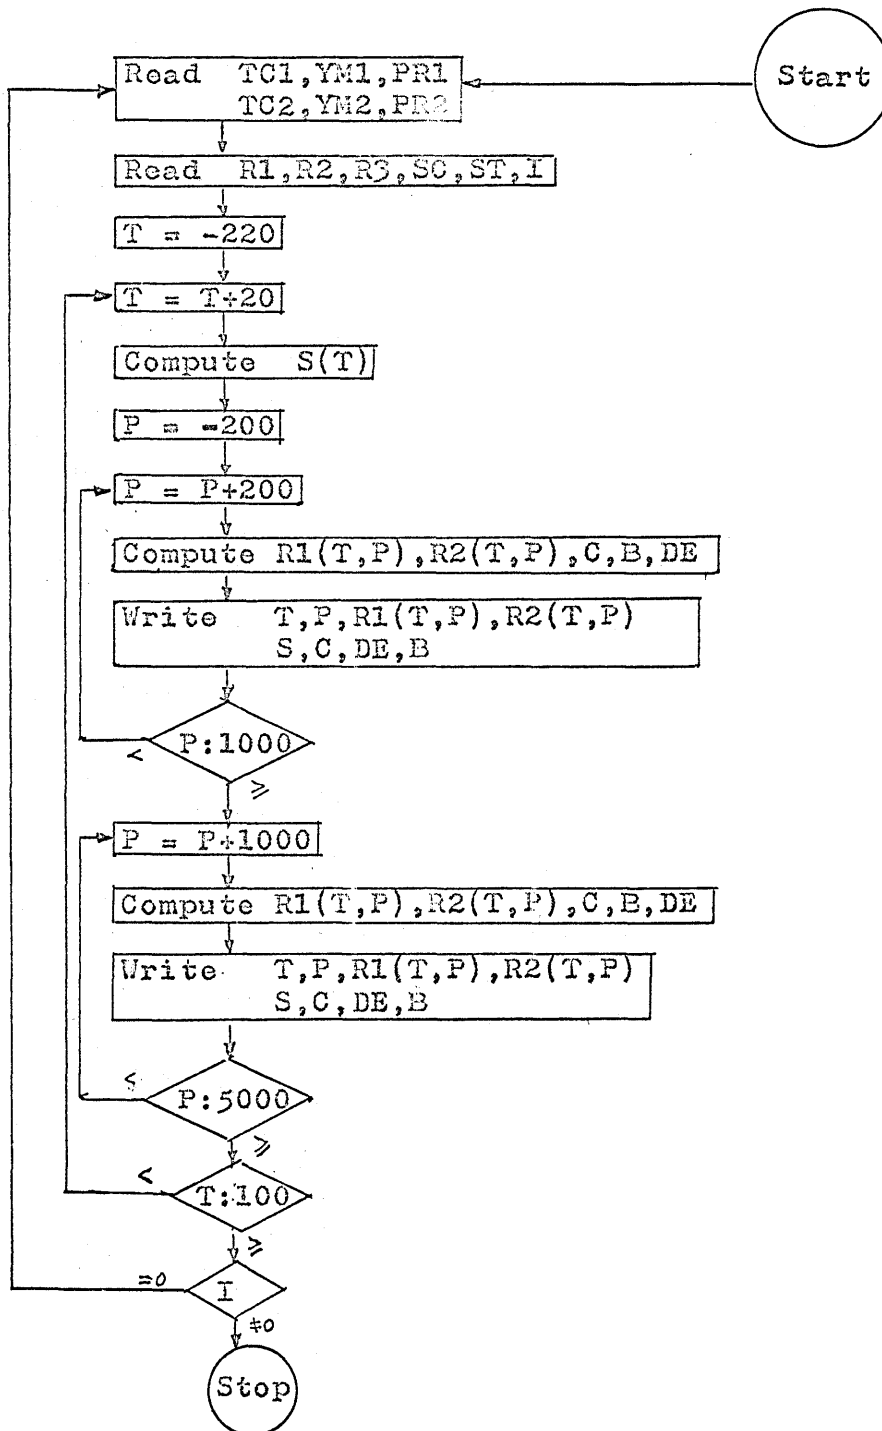 Start
Read TC1,YM1,PR1
TC2,YM2,PR2
Read R1,R2,R3,SC,ST,I
T = -220
T = T+20
Compute S(T)
P = -200
P = P+200
Compute R1(T,P),R2(T,P),C,B,DE
Write T,P,R1(T,P),R2(T,P)
S,C,DE,B
P:1000
<
≥
P = P+1000
Compute R1(T,P),R2(T,P),C,B,DE
Write T,P,R1(T,P),R2(T,P)
S,C,DE,B
<
P:5000
≥
<
T:100
≥
=0
I
≠0
Stop